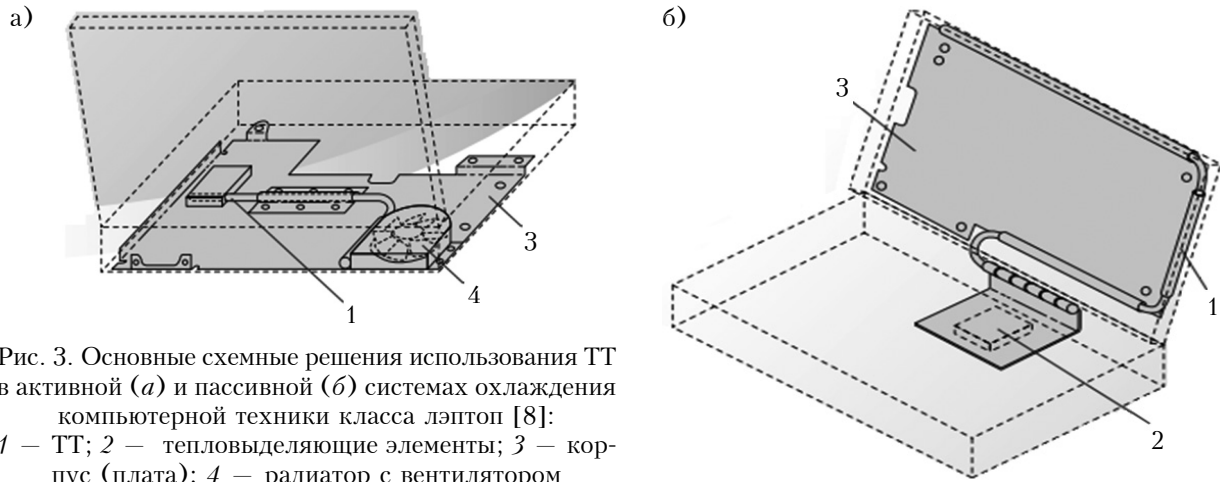 а)
б)
3
1
4
3
1
2
Рис. 3. Основные схемные решения использования ТТ
в активной (а) и пассивной (б) системах охлаждения
компьютерной техники класса лэптоп [8]:
1 — ТТ; 2 — тепловыделяющие элементы; 3 — кор-
пус (плата); 4 — радиатор с вентилятором